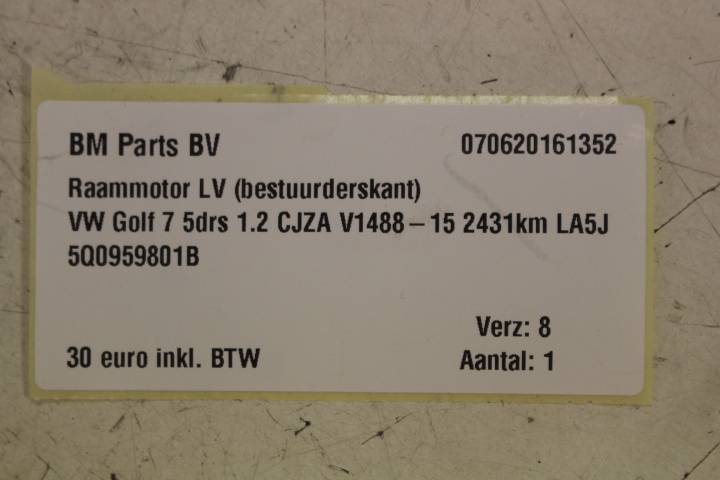 BM Parts BV 070620161352
Raammotor LV (bestuurderskant)
VW Golf 7 5drs 1.2 CJZA V1488-15 2431km LA5J
5Q0959801B
Verz: 8
30 euro inkl. BTW Aantal: 1